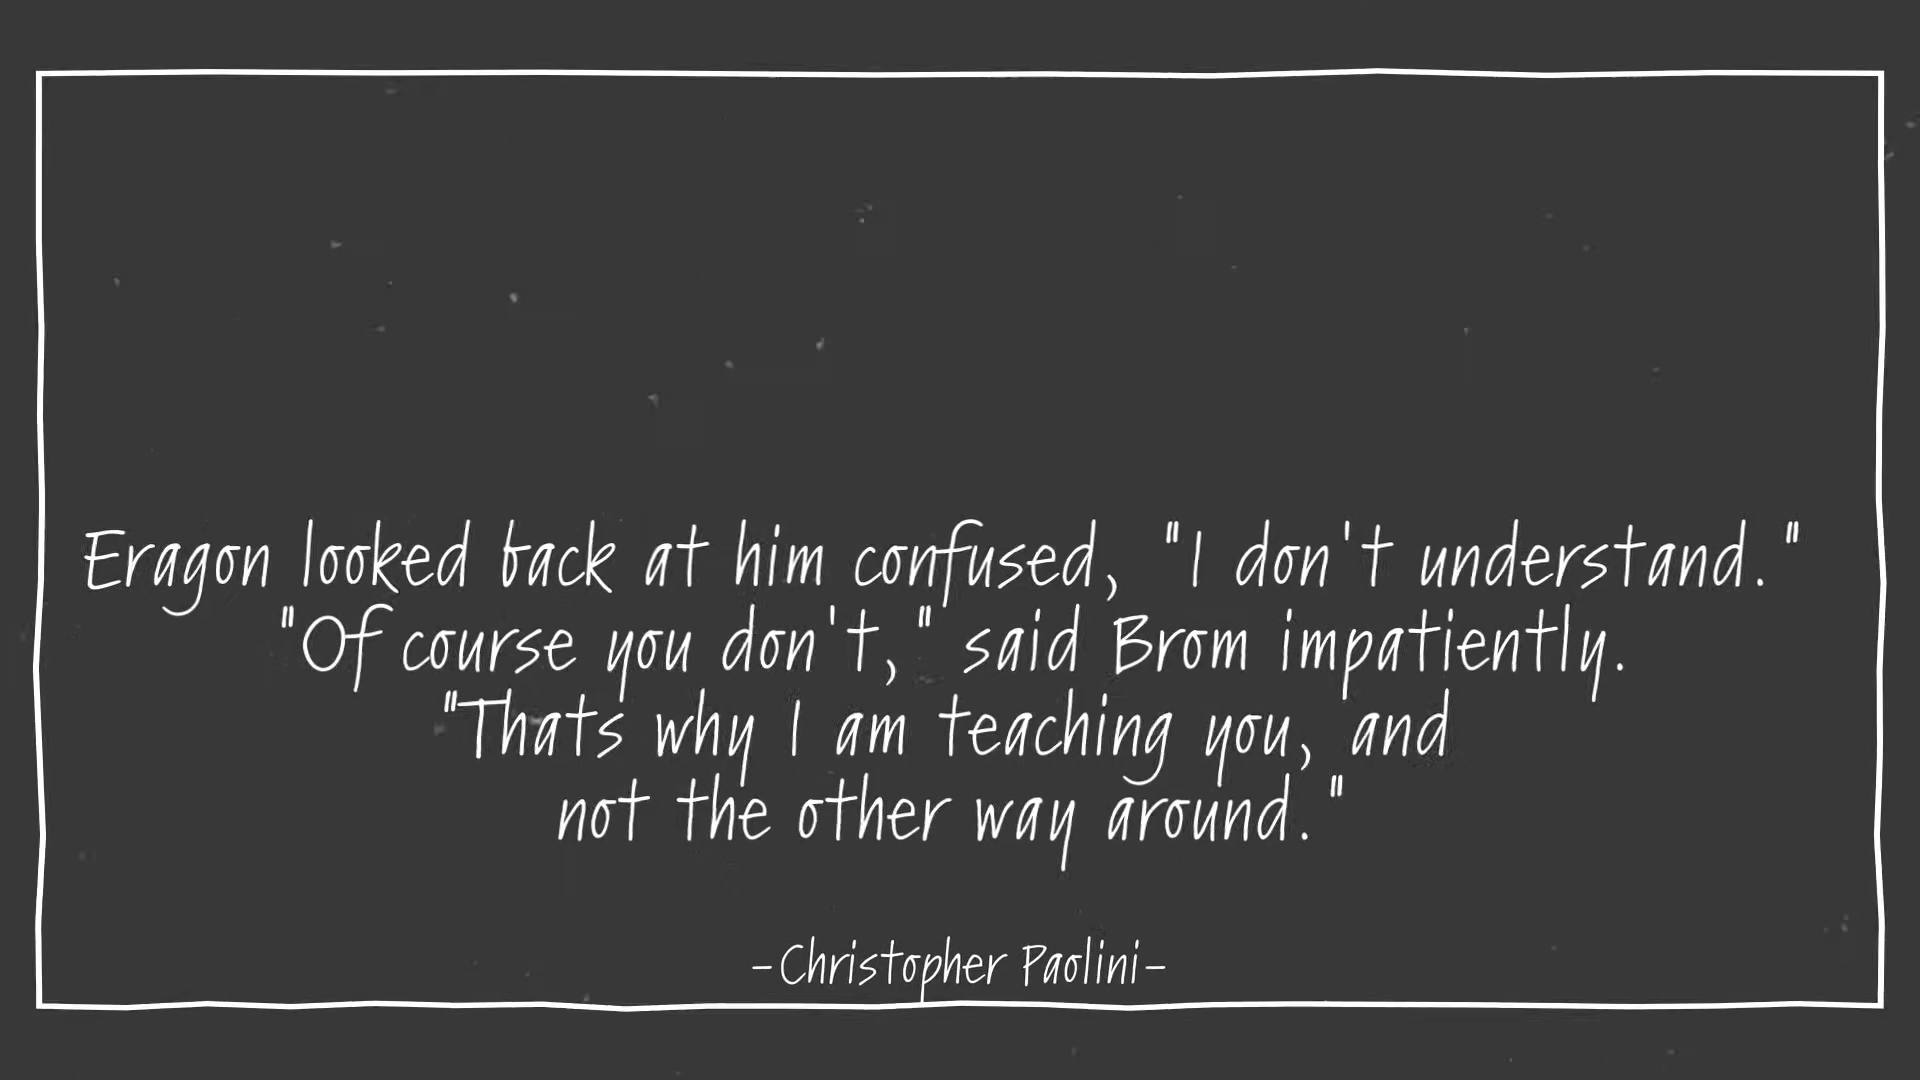 Eragon looked back at him confused, "I don't understand."
"Of course you don't," said Brom impatiently.
"Thats why I am teaching you, and
not the other way around."
-Christopher Paolini-